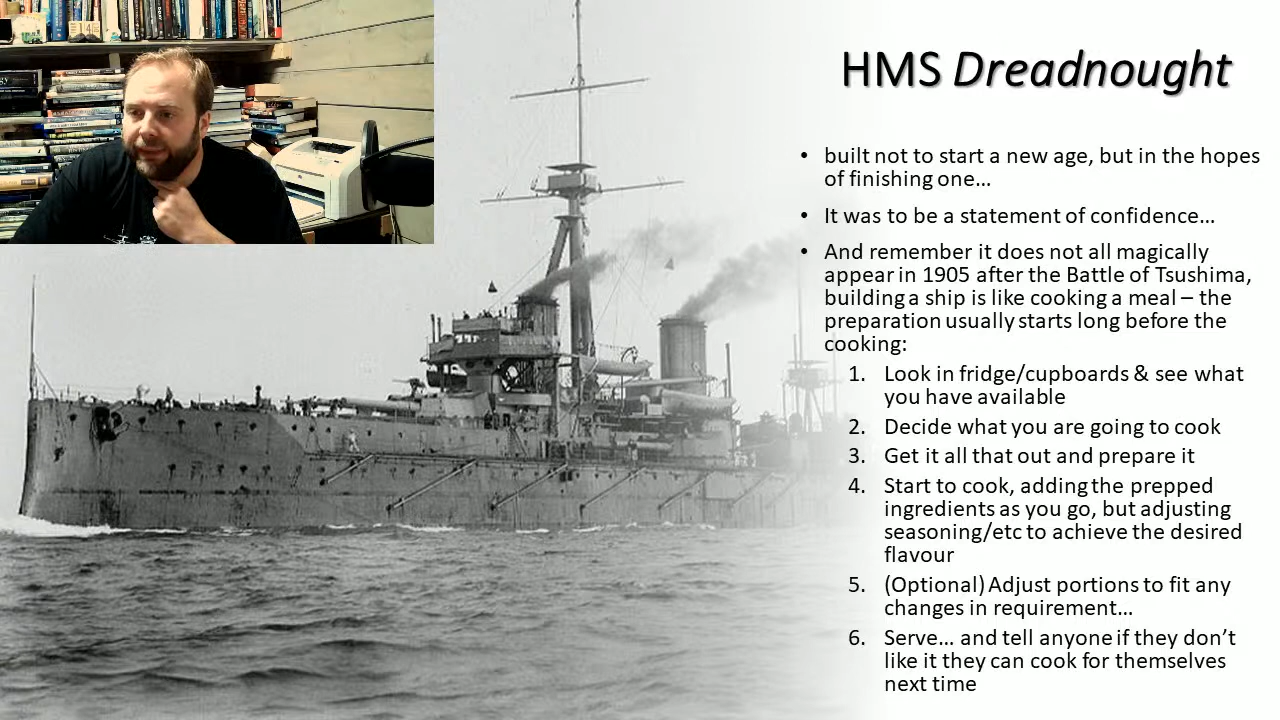 HMS Dreadnought
• built not to start a new age, but in the hopes
of finishing one…
• It was to be a statement of confidence…
• And remember it does not all magically
appear in 1905 after the Battle of Tsushima,
building a ship is like cooking a meal – the
preparation usually starts long before the
cooking:
1. Look in fridge/cupboards & see what
you have available
2. Decide what you are going to cook
3. Get it all that out and prepare it
4. Start to cook, adding the prepped
ingredients as you go, but adjusting
seasoning/etc to achieve the desired
flavour
5. (Optional) Adjust portions to fit any
changes in requirement…
6. Serve… and tell anyone if they don’t
like it they can cook for themselves
next time